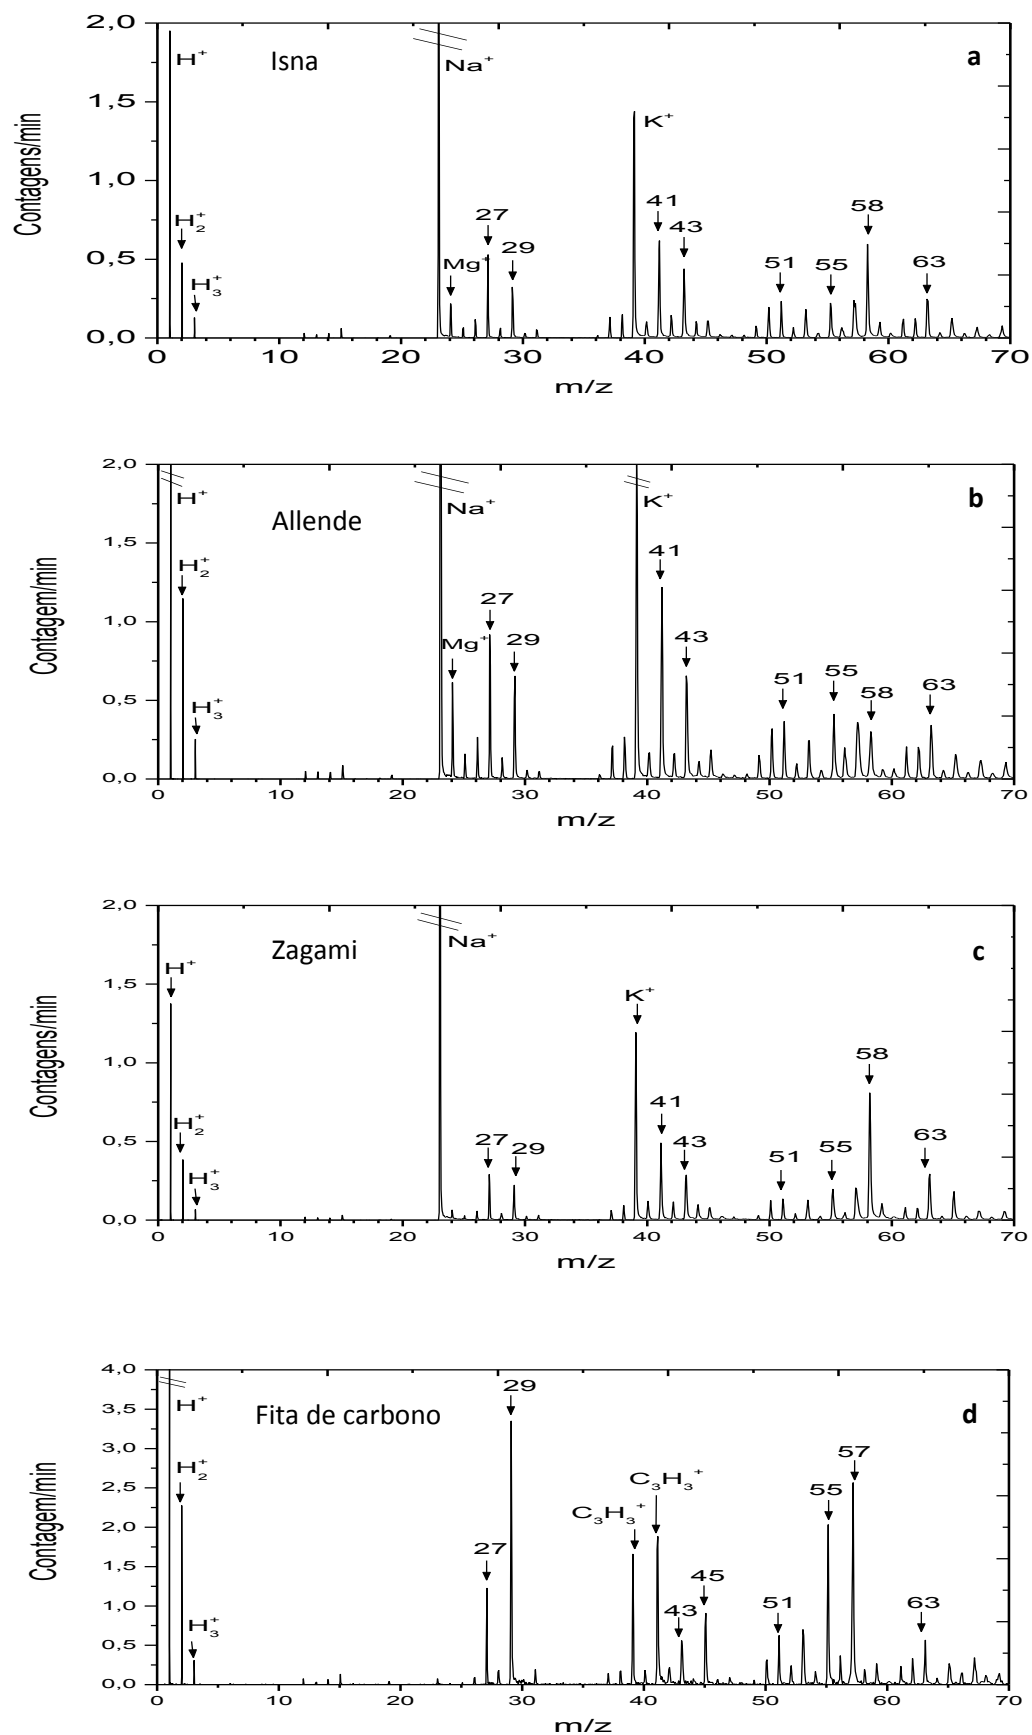 2,0
1,5
1,0
0,5
0,0
Contagens/min
H+
H2+
H3+
Isna
Na+
Mg+
27
29
K+
41
43
51
55
58
63
a
0 10 20 30 40 50 60 70
m/z
2,0
1,5
1,0
0,5
0,0
Contagem/min
H+
H2+
H3+
Allende
Na+
Mg+
27
29
K+
41
43
51
55
58
63
b
0 10 20 30 40 50 60 70
m/z
2,0
1,5
1,0
0,5
0,0
Contagens/min
H+
H2+
H3+
Zagami
Na+
27
29
K+
41
43
51
55
58
63
c
0 10 20 30 40 50 60 70
m/z
4,0
3,5
3,0
2,5
2,0
1,5
1,0
0,5
0,0
Contagem/min
H+
H2+
H3+
Fita de carbono
27
29
C3H3+
C3H3+
43
45
51
55
57
63
d
0 10 20 30 40 50 60 70
m/z